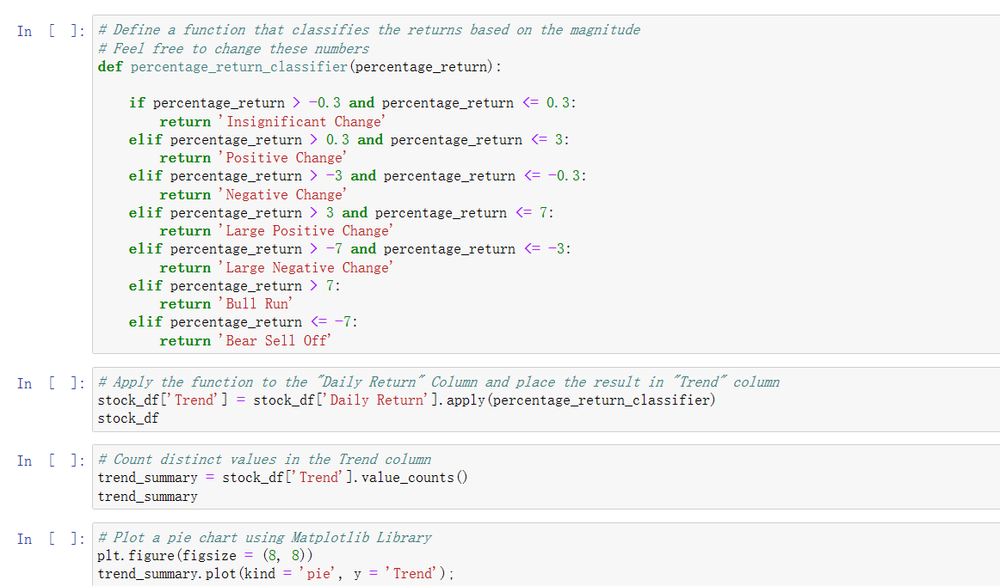 In [ ]: # Define a function that classifies the returns based on the magnitude
# Feel free to change these numbers
def percentage_return_classifier(percentage_return):
if percentage_return > -0.3 and percentage_return <= 0.3:
return 'Insignificant Change'
elif percentage_return > 0.3 and percentage_return <= 3:
return 'Positive Change'
elif percentage_return > -3 and percentage_return <= -0.3:
return 'Negative Change'
elif percentage_return > 3 and percentage_return <= 7:
return 'Large Positive Change'
elif percentage_return > -7 and percentage_return <= -3:
return 'Large Negative Change'
elif percentage_return > 7:
return 'Bull Run'
elif percentage_return <= -7:
return 'Bear Sell Off'
In [ ]: # Apply the function to the "Daily Return" Column and place the result in "Trend" column
stock_df['Trend'] = stock_df['Daily Return'].apply(percentage_return_classifier)
stock_df
In [ ]: # Count distinct values in the Trend column
trend_summary = stock_df['Trend'].value_counts()
trend_summary
In [ ]: # Plot a pie chart using Matplotlib Library
plt.figure(figsize = (8, 8))
trend_summary.plot(kind = 'pie', y = 'Trend');